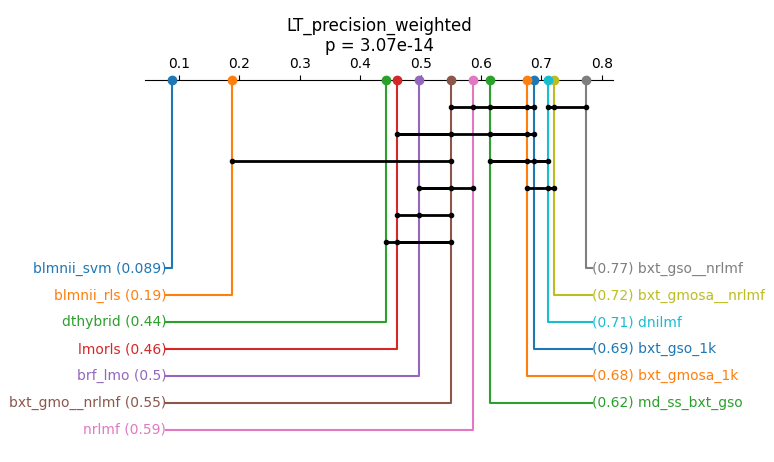 LT_precision_weighted
p = 3.07e-14
0.1 0.2 0.3 0.4 0.5 0.6 0.7 0.8
blmnii_svm (0.089) (0.77) bxt_gso__nrlmf
blmnii_rls (0.19) (0.72) bxt_gmosa__nrlmf
dthybrid (0.44) (0.71) dnilmf
lmorls (0.46) (0.69) bxt_gso_1k
brf_lmo (0.5) (0.68) bxt_gmosa_1k
bxt_gmo__nrlmf (0.55) (0.62) md_ss_bxt_gso
nrlmf (0.59)